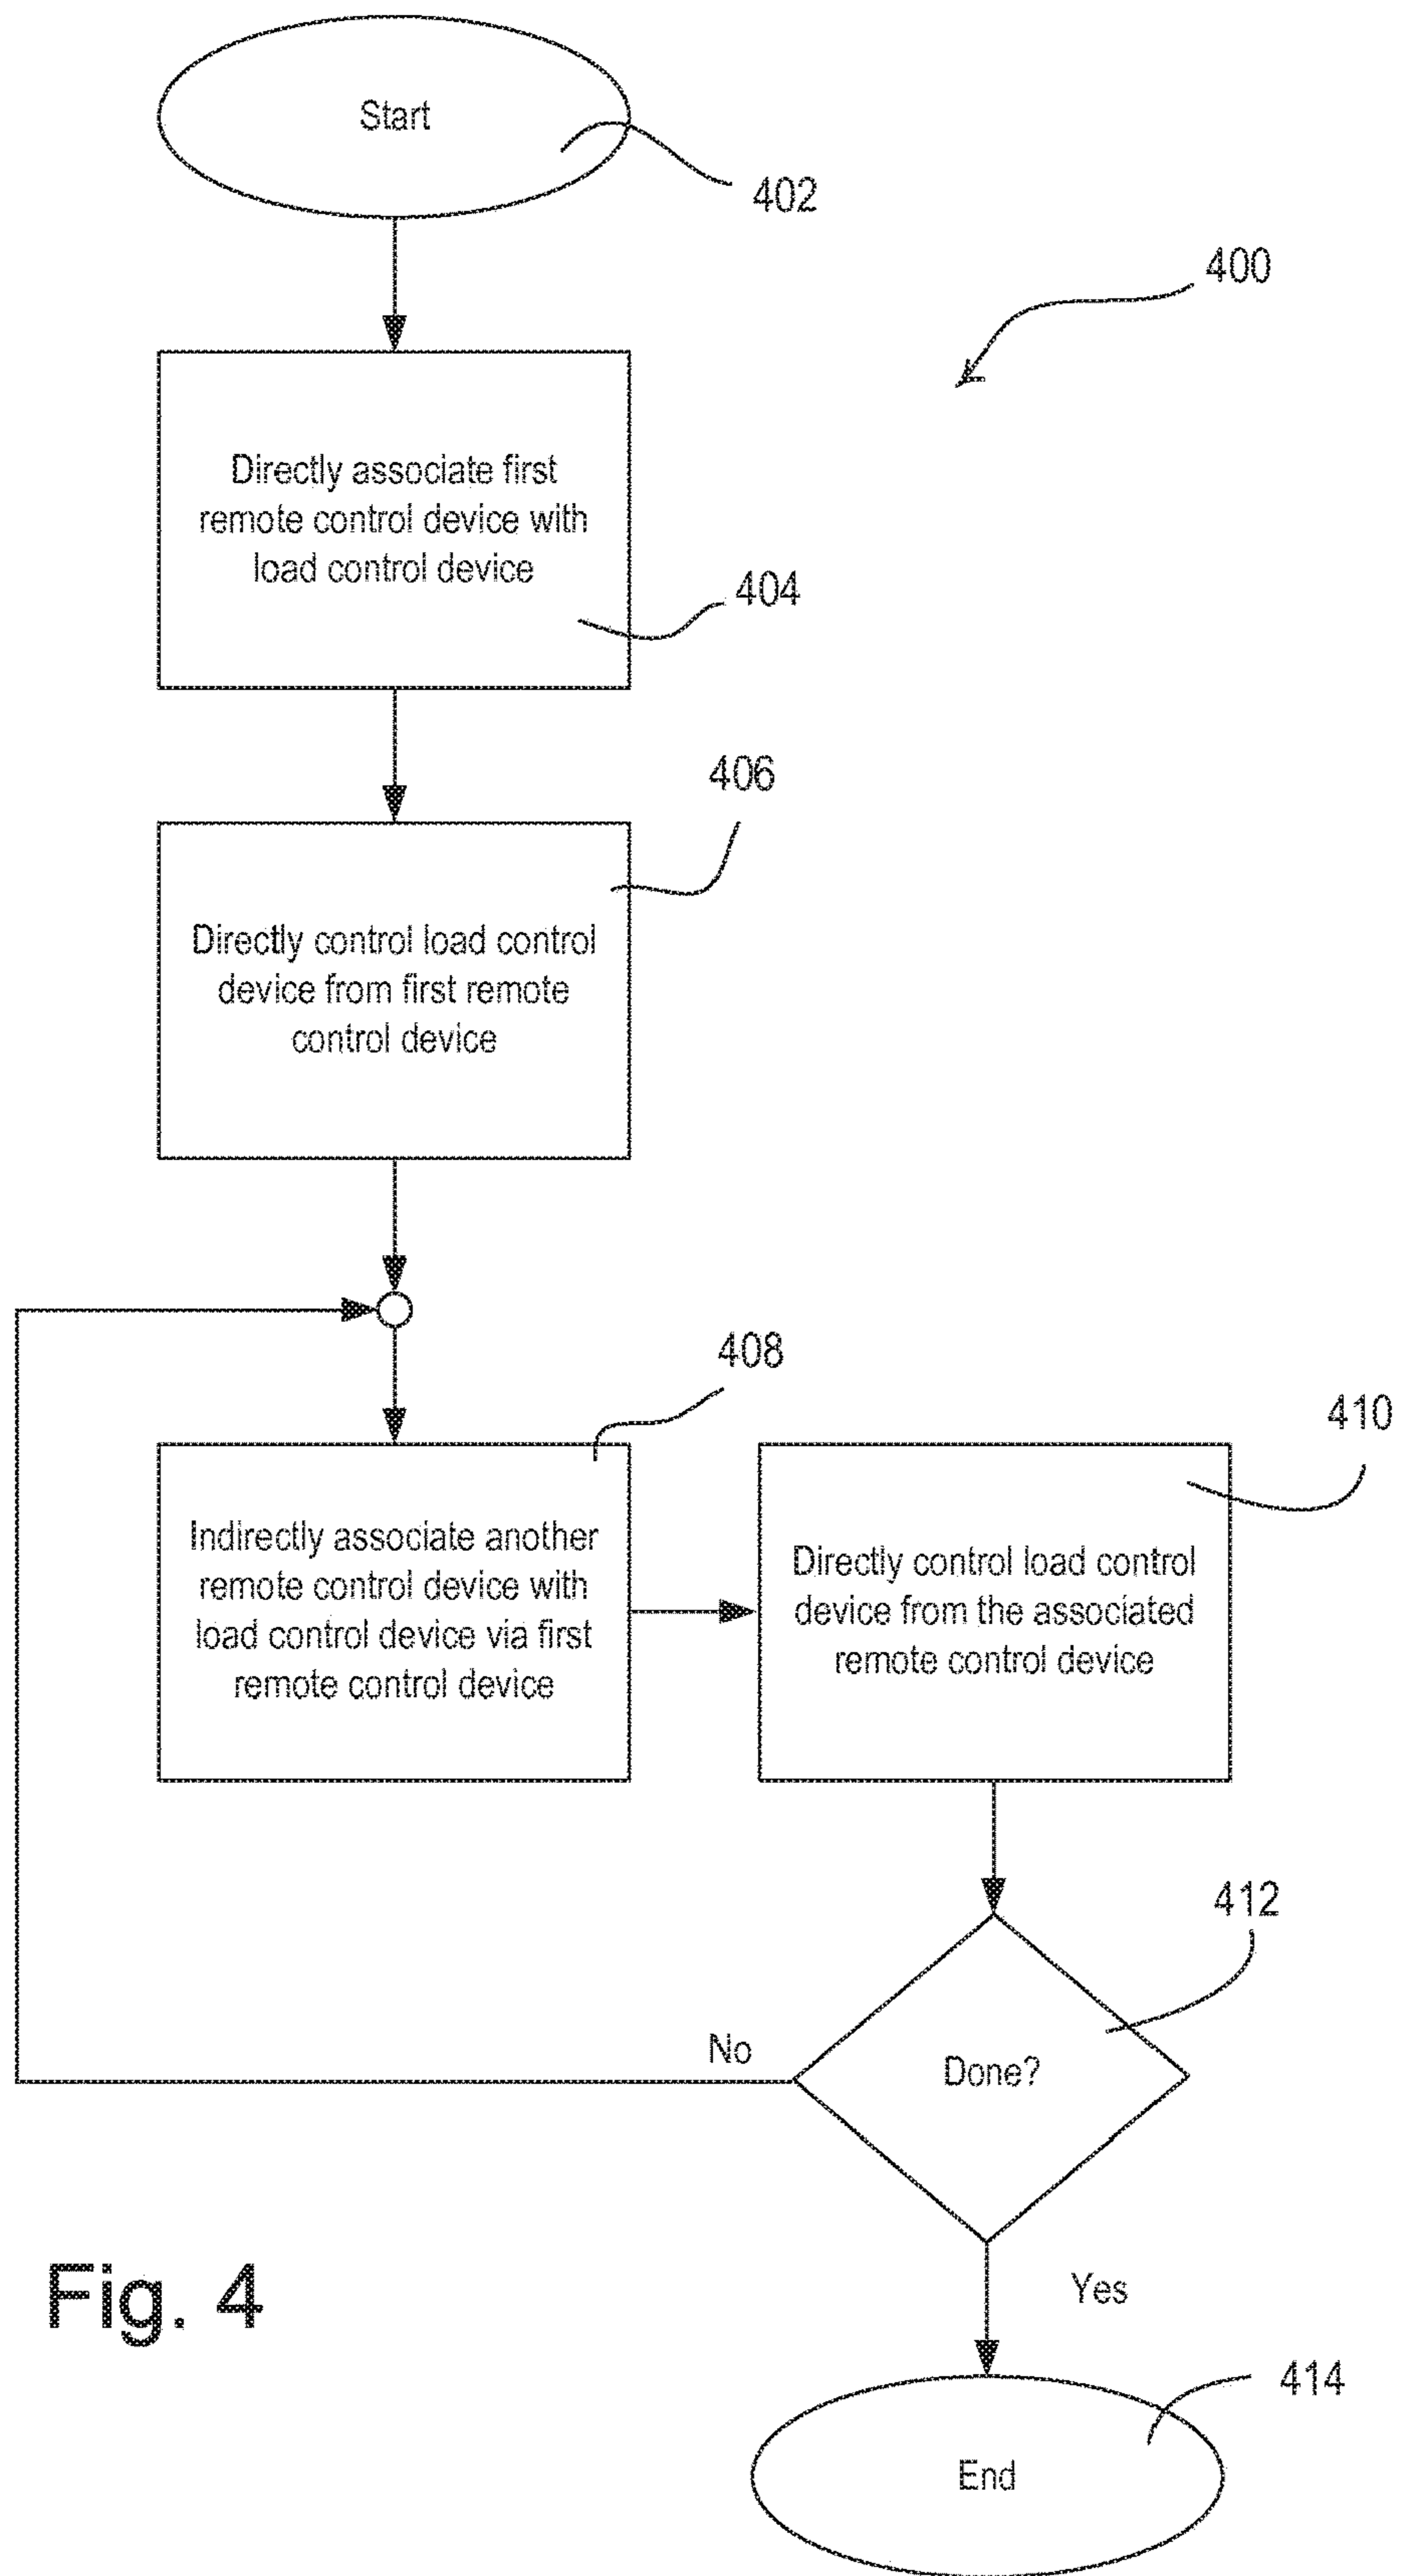 Start
402
400
Directly associate first
remote control device with
load control device
404
406
Directly control load control
device from first remote
control device
408
410
Indirectly associate another
remote control device with
load control device via first
remote control device
Directly control load control
device from the associated
remote control device
412
No
Done?
Yes
Fig. 4
414
End